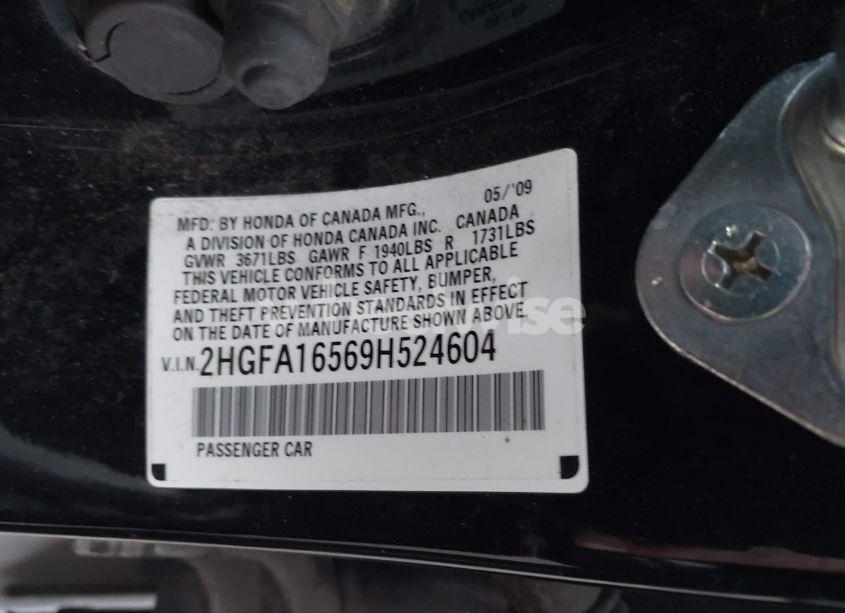 05/'09
MFD. BY HONDA OF CANADA MFG.,
A DIVISION OF HONDA CANADA INC. CANADA
GVWR 3671LBS GAWR F 1940LBS R 1731LBS
THIS VEHICLE CONFORMS TO ALL APPLICABLE
FEDERAL MOTOR VEHICLE SAFETY, BUMPER,
AND THEFT PREVENTION STANDARDS IN EFFECT
ON THE DATE OF MANUFACTURE SHOWN ABOVE.
V.I.N. 2HGFA16569H524604
PASSENGER CAR